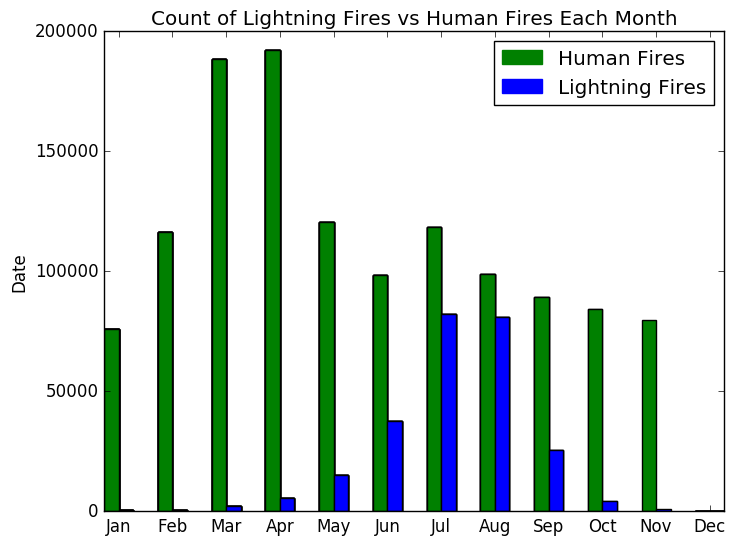 Count of Lightning Fires vs Human Fires Each Month
200000
Human Fires
Lightning Fires
150000
100000
Date
50000
0
Jan Feb Mar Apr May Jun Jul Aug Sep Oct Nov Dec